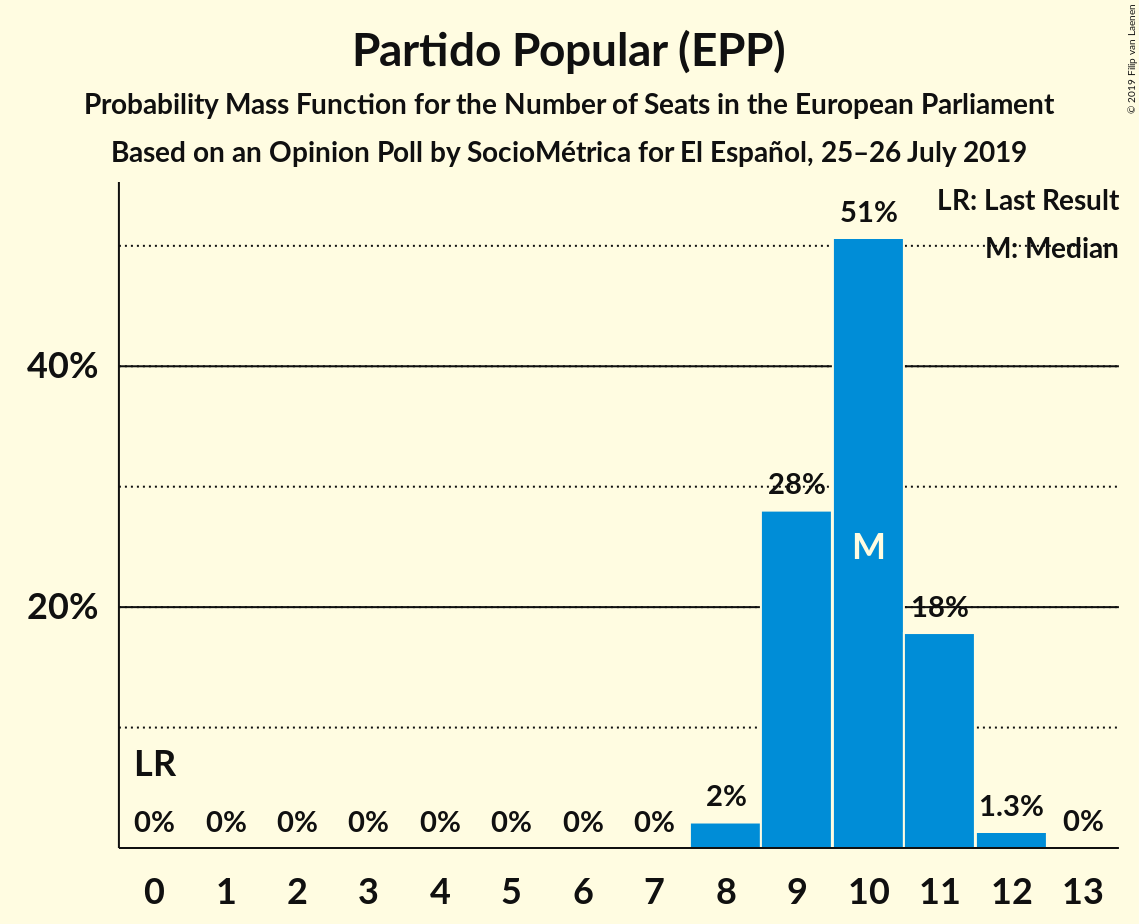 Partido Popular (EPP)
Probability Mass Function for the Number of Seats in the European Parliament
Based on an Opinion Poll by SocioMétrica for El Español, 25–26 July 2019
© 2019 Filip van Laenen
LR: Last Result
M: Median
51%
40%
28%
M
20%
18%
LR
2%
1.3%
0% 0% 0% 0% 0% 0% 0% 0% 0%
0 1 2 3 4 5 6 7 8 9 10 11 12 13